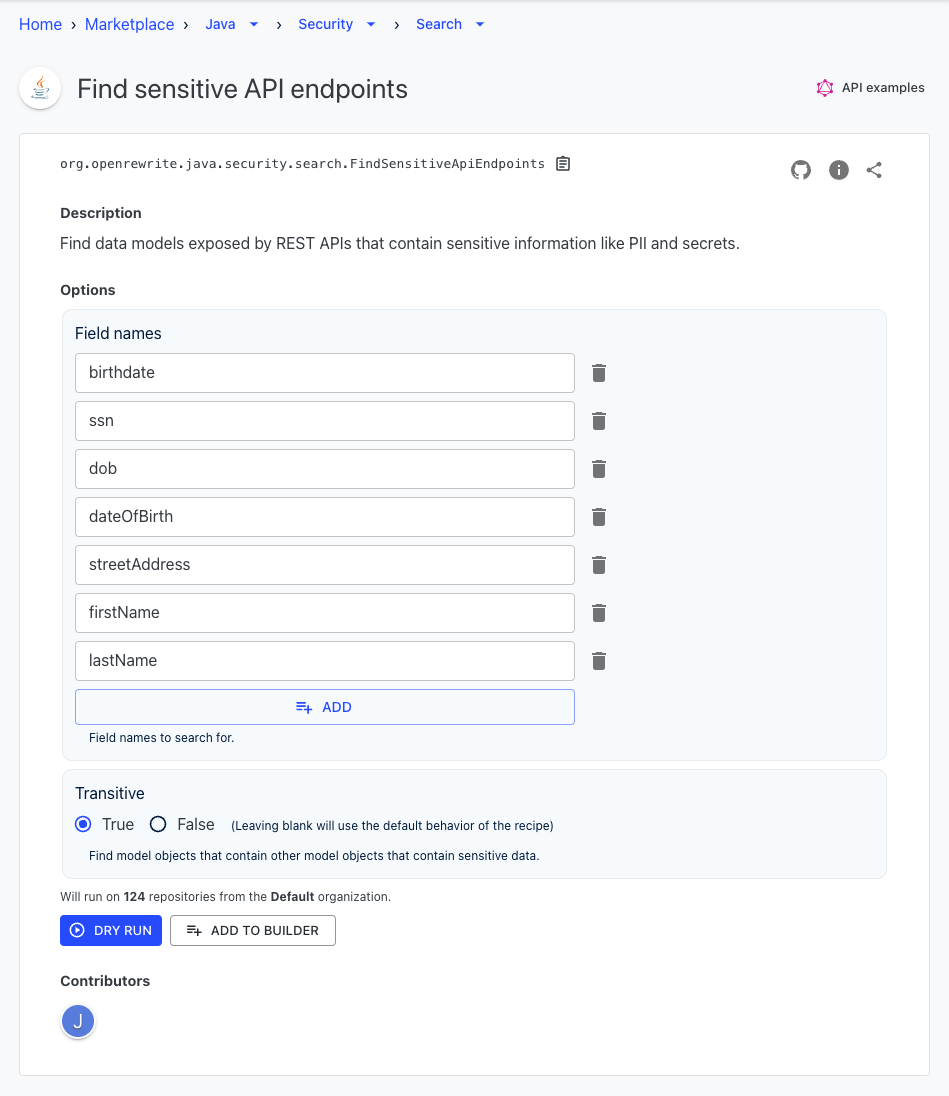 Home › Marketplace › Java › Security › Search
Find sensitive API endpoints
API examples
org.openrewrite.java.security.search.FindSensitiveApiEndpoints
Description
Find data models exposed by REST APIs that contain sensitive information like PII and secrets.
Options
Field names
birthdate
ssn
dob
dateOfBirth
streetAddress
firstName
lastName
ADD
Field names to search for.
Transitive
True False (Leaving blank will use the default behavior of the recipe)
Find model objects that contain other model objects that contain sensitive data.
Will run on 124 repositories from the Default organization.
DRY RUN ADD TO BUILDER
Contributors
J